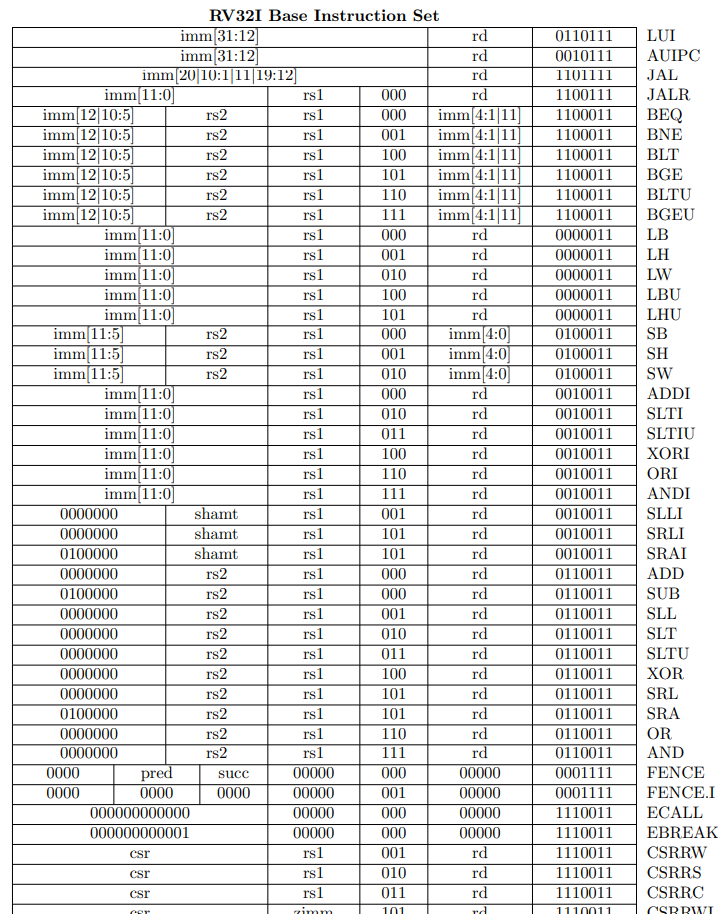 RV32I Base Instruction Set
imm[31:12] rd 0110111 LUI
imm[31:12] rd 0010111 AUIPC
imm[20|10:1|11|19:12] rd 1101111 JAL
imm[11:0] rs1 000 rd 1100111 JALR
imm[12|10:5] rs2 rs1 000 imm[4:1|11] 1100011 BEQ
imm[12|10:5] rs2 rs1 001 imm[4:1|11] 1100011 BNE
imm[12|10:5] rs2 rs1 100 imm[4:1|11] 1100011 BLT
imm[12|10:5] rs2 rs1 101 imm[4:1|11] 1100011 BGE
imm[12|10:5] rs2 rs1 110 imm[4:1|11] 1100011 BLTU
imm[12|10:5] rs2 rs1 111 imm[4:1|11] 1100011 BGEU
imm[11:0] rs1 000 rd 0000011 LB
imm[11:0] rs1 001 rd 0000011 LH
imm[11:0] rs1 010 rd 0000011 LW
imm[11:0] rs1 100 rd 0000011 LBU
imm[11:0] rs1 101 rd 0000011 LHU
imm[11:5] rs2 rs1 000 imm[4:0] 0100011 SB
imm[11:5] rs2 rs1 001 imm[4:0] 0100011 SH
imm[11:5] rs2 rs1 010 imm[4:0] 0100011 SW
imm[11:0] rs1 000 rd 0010011 ADDI
imm[11:0] rs1 010 rd 0010011 SLTI
imm[11:0] rs1 011 rd 0010011 SLTIU
imm[11:0] rs1 100 rd 0010011 XORI
imm[11:0] rs1 110 rd 0010011 ORI
imm[11:0] rs1 111 rd 0010011 ANDI
0000000 shamt rs1 001 rd 0010011 SLLI
0000000 shamt rs1 101 rd 0010011 SRLI
0100000 shamt rs1 101 rd 0010011 SRAI
0000000 rs2 rs1 000 rd 0110011 ADD
0100000 rs2 rs1 000 rd 0110011 SUB
0000000 rs2 rs1 001 rd 0110011 SLL
0000000 rs2 rs1 010 rd 0110011 SLT
0000000 rs2 rs1 011 rd 0110011 SLTU
0000000 rs2 rs1 100 rd 0110011 XOR
0000000 rs2 rs1 101 rd 0110011 SRL
0100000 rs2 rs1 101 rd 0110011 SRA
0000000 rs2 rs1 110 rd 0110011 OR
0000000 rs2 rs1 111 rd 0110011 AND
0000 pred succ 00000 000 00000 0001111 FENCE
0000 0000 0000 00000 001 00000 0001111 FENCE.I
000000000000 00000 000 00000 1110011 ECALL
000000000001 00000 000 00000 1110011 EBREAK
csr rs1 001 rd 1110011 CSRRW
csr rs1 010 rd 1110011 CSRRS
csr rs1 011 rd 1110011 CSRRC
csr zimm 101 rd 1110011 CSRRWI